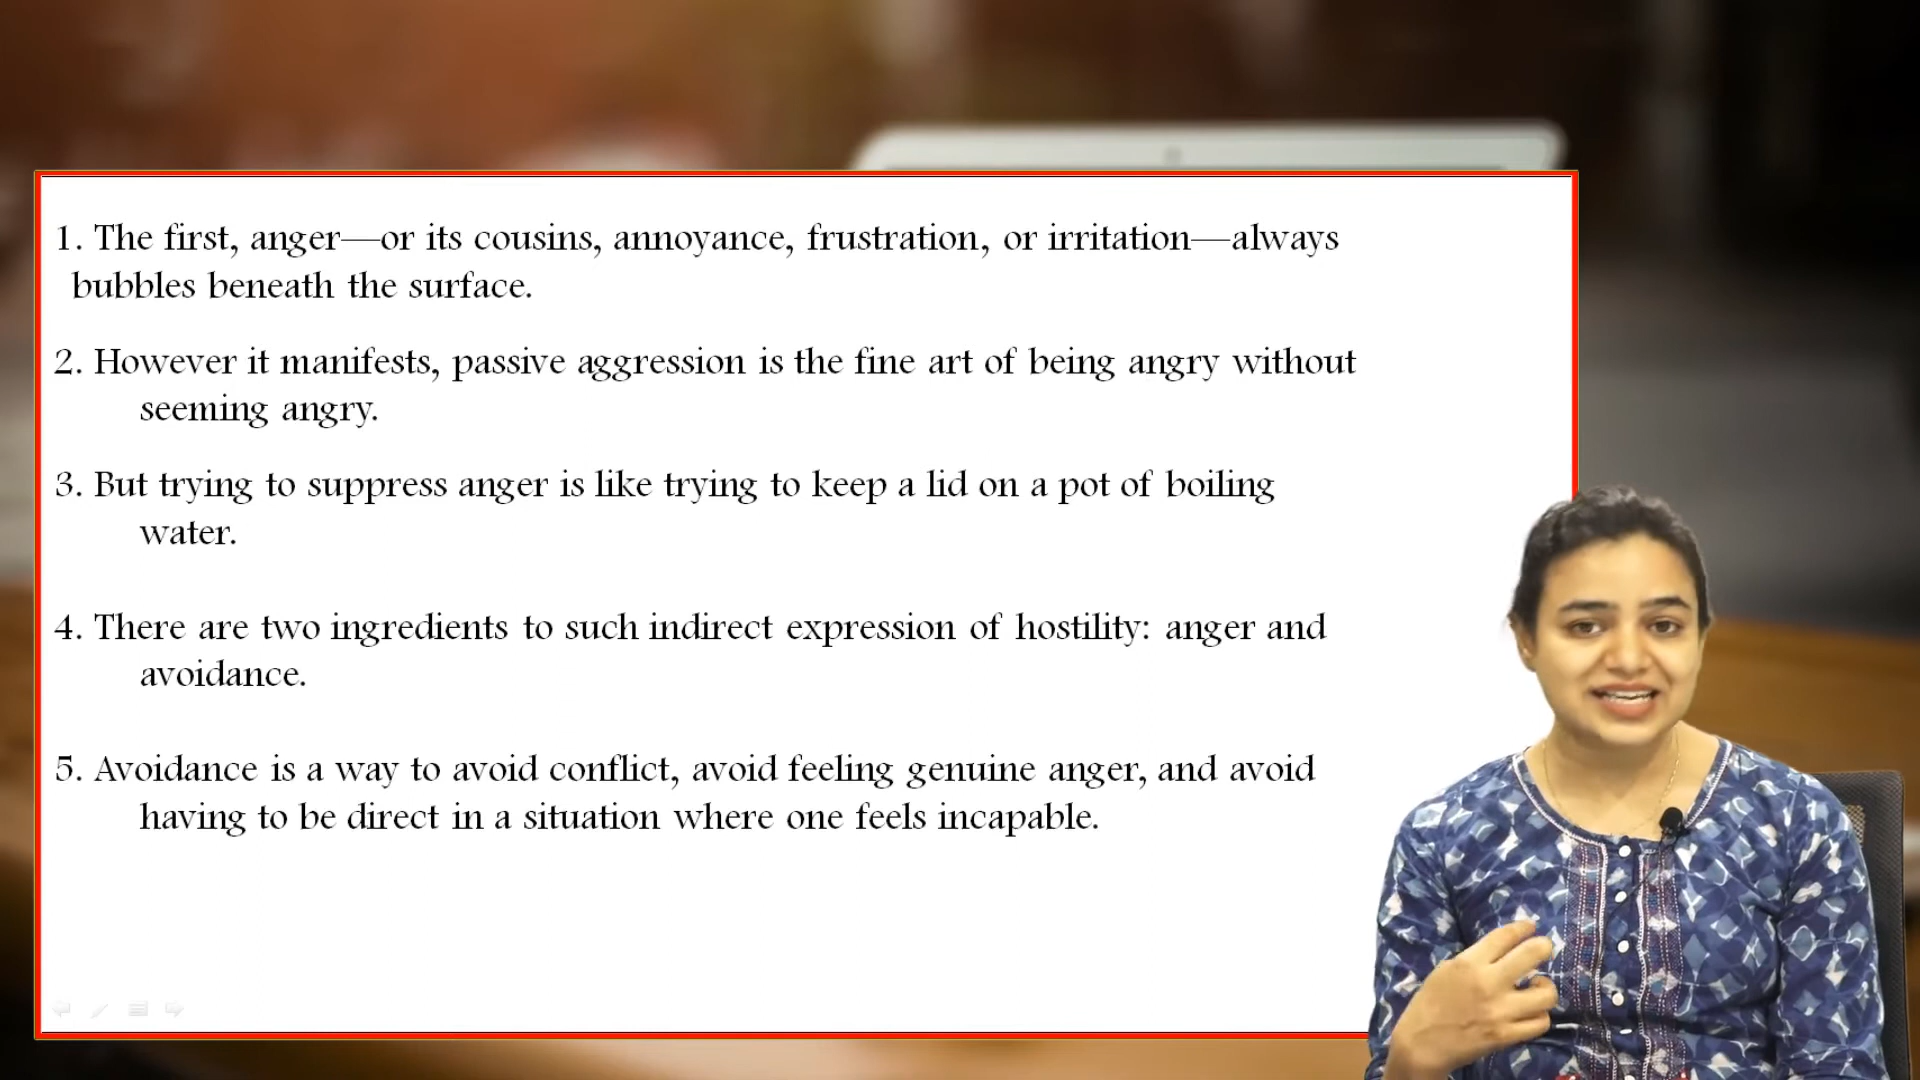 1. The first, anger—or its cousins, annoyance, frustration, or irritation—always
bubbles beneath the surface.
2. However it manifests, passive aggression is the fine art of being angry without
seeming angry.
3. But trying to suppress anger is like trying to keep a lid on a pot of boiling
water.
4. There are two ingredients to such indirect expression of hostility: anger and
avoidance.
5. Avoidance is a way to avoid conflict, avoid feeling genuine anger, and avoid
having to be direct in a situation where one feels incapable.